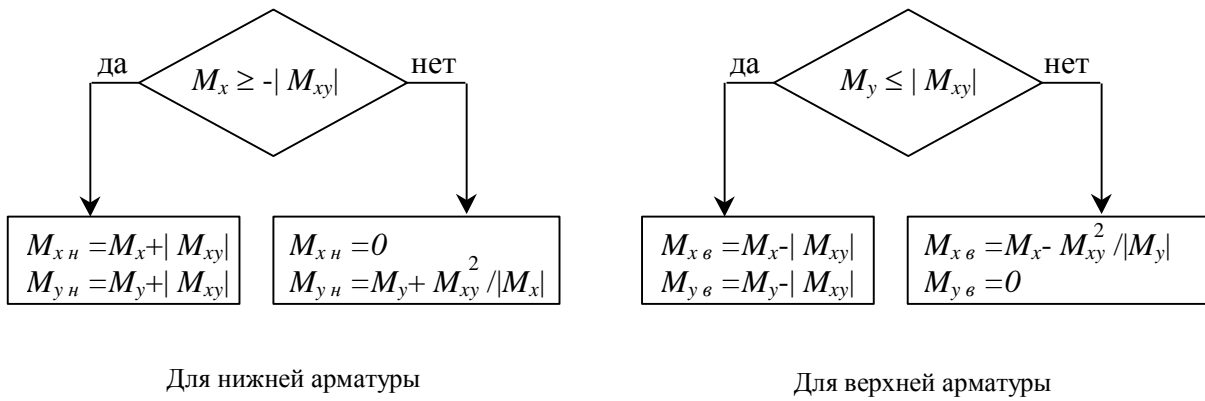 да
M_x ≥ -| M_xy|
нет
M_x н =M_x+| M_xy|
M_y н =M_y+| M_xy|
M_x н =0
M_y н =M_y+ M_xy^2 /|M_x|
Для нижней арматуры
да
M_y ≤ | M_xy|
нет
M_x в =M_x-| M_xy|
M_y в =M_y-| M_xy|
M_x в =M_x- M_xy^2 /|M_y|
M_y в =0
Для верхней арматуры